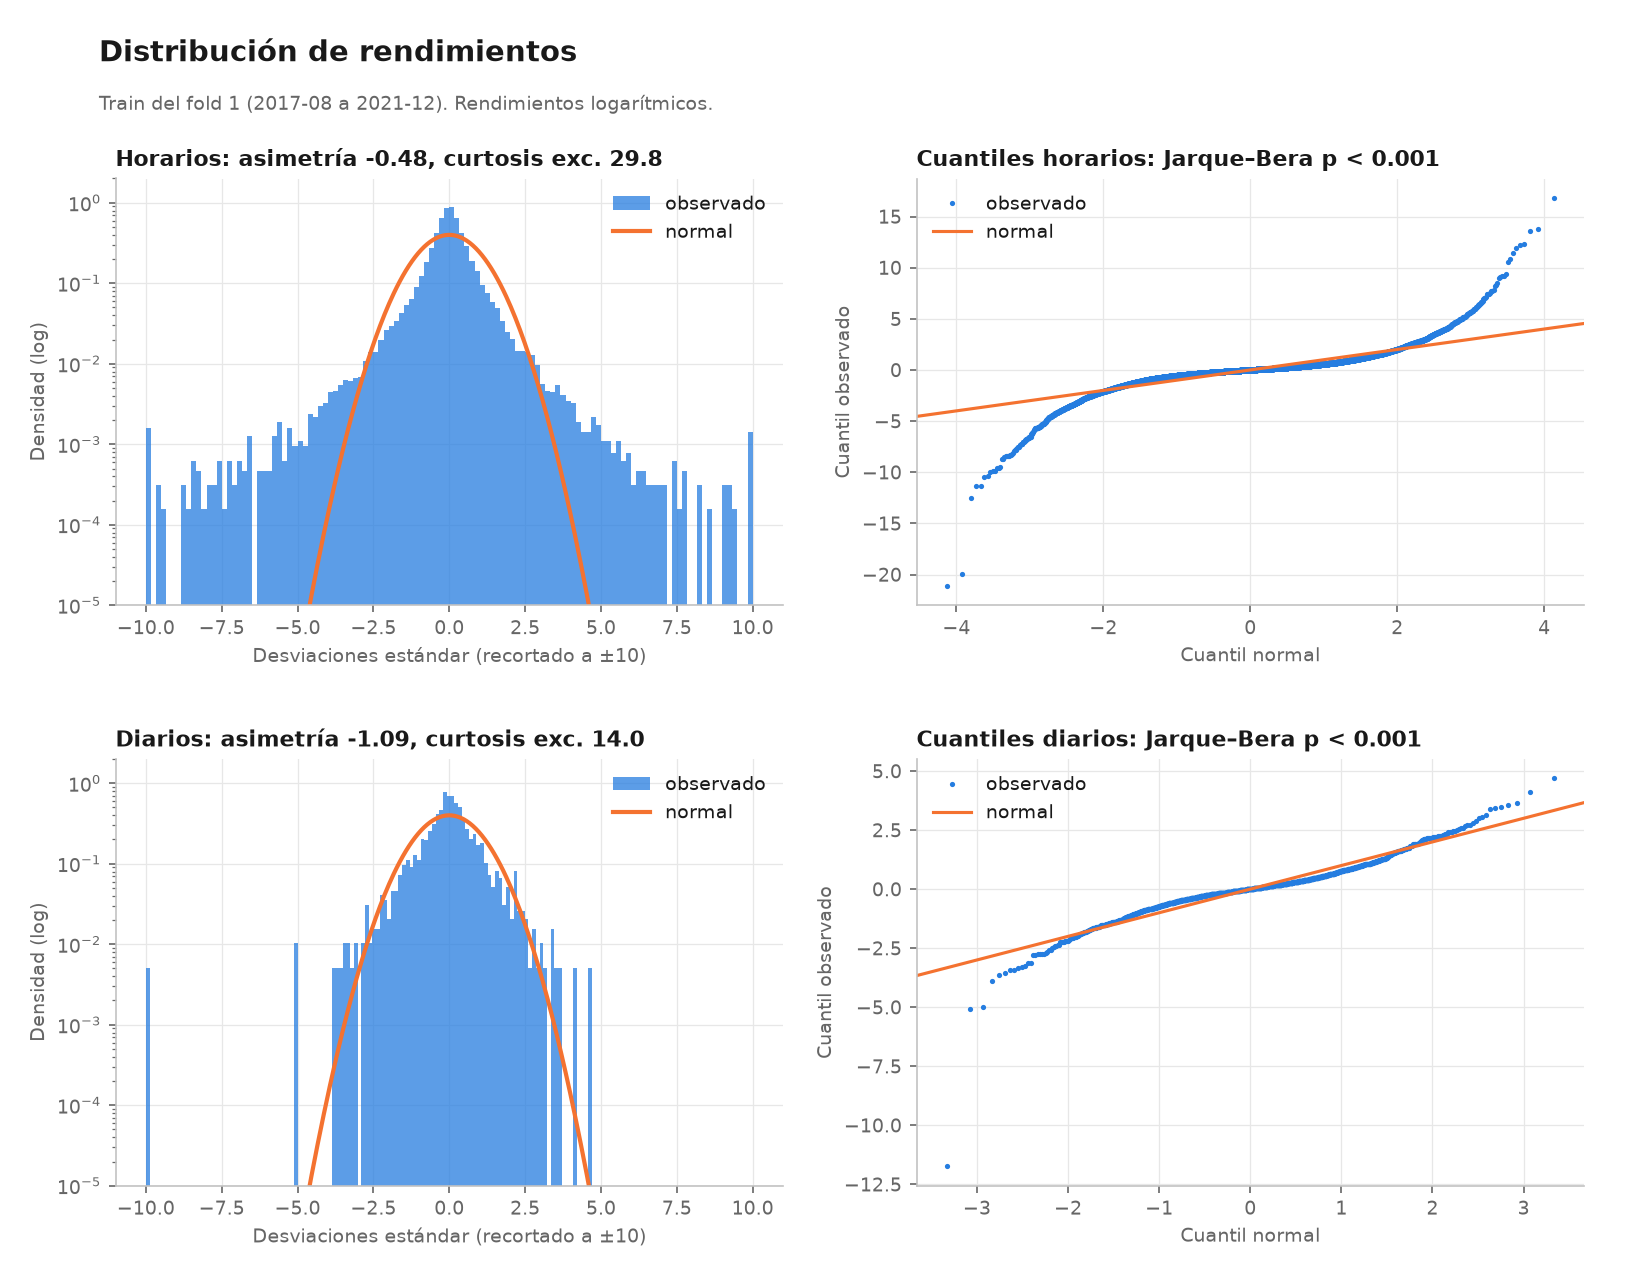 Distribución de rendimientos
Train del fold 1 (2017-08 a 2021-12). Rendimientos logarítmicos.
Horarios: asimetría -0.48, curtosis exc. 29.8
observado
normal
10⁰
10⁻¹
10⁻²
10⁻³
10⁻⁴
10⁻⁵
Densidad (log)
−10.0 −7.5 −5.0 −2.5 0.0 2.5 5.0 7.5 10.0
Desviaciones estándar (recortado a ±10)
Cuantiles horarios: Jarque–Bera p < 0.001
observado
normal
15
10
5
0
−5
−10
−15
−20
Cuantil observado
−4 −2 0 2 4
Cuantil normal
Diarios: asimetría -1.09, curtosis exc. 14.0
observado
normal
10⁰
10⁻¹
10⁻²
10⁻³
10⁻⁴
10⁻⁵
Densidad (log)
−10.0 −7.5 −5.0 −2.5 0.0 2.5 5.0 7.5 10.0
Desviaciones estándar (recortado a ±10)
Cuantiles diarios: Jarque–Bera p < 0.001
observado
normal
5.0
2.5
0.0
−2.5
−5.0
−7.5
−10.0
−12.5
Cuantil observado
−3 −2 −1 0 1 2 3
Cuantil normal